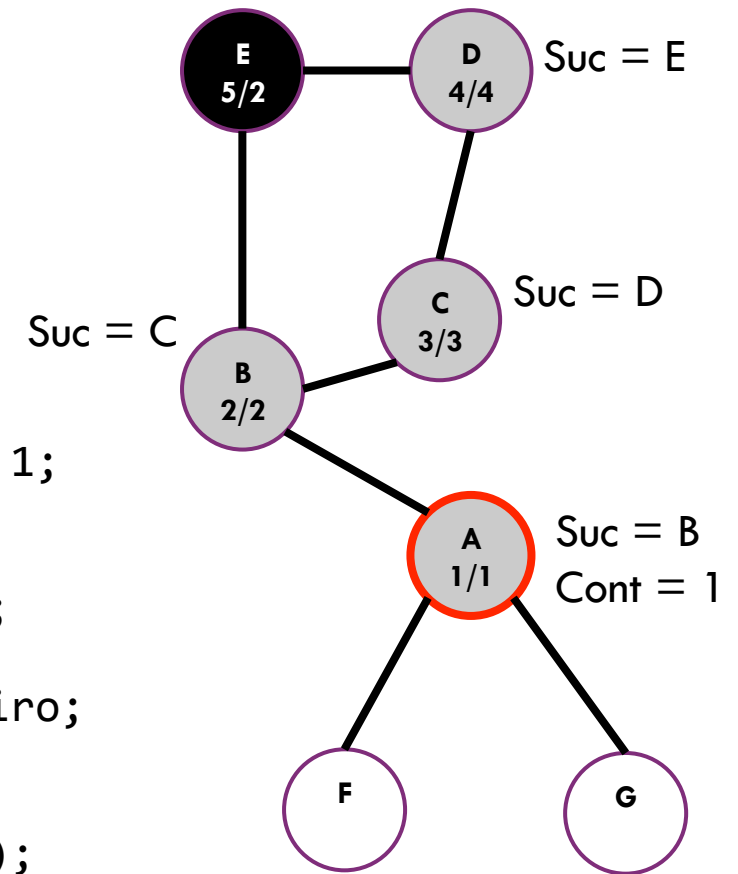 E
5/2
D
4/4
Suc = E
C
3/3
Suc = D
Suc = C
B
2/2
1;
A
1/1
Suc = B
Cont = 1
;
iro;
F
G
);